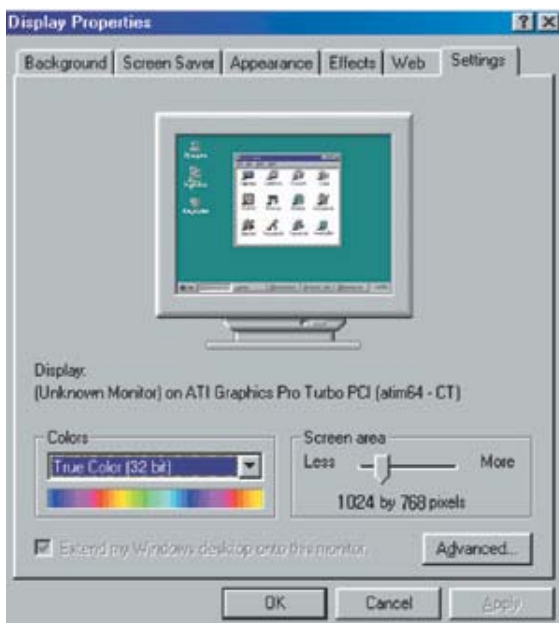 Display Properties
Background Screen Saver Appearance Effects Web Settings
Display:
(Unknown Monitor) on ATI Graphics Pro Turbo PCI (atim64 - CT)
Colors
True Color (32 bit)
Screen area
Less More
1024 by 768 pixels
Extend my Windows desktop onto this monitor.
Advanced...
OK Cancel Apply